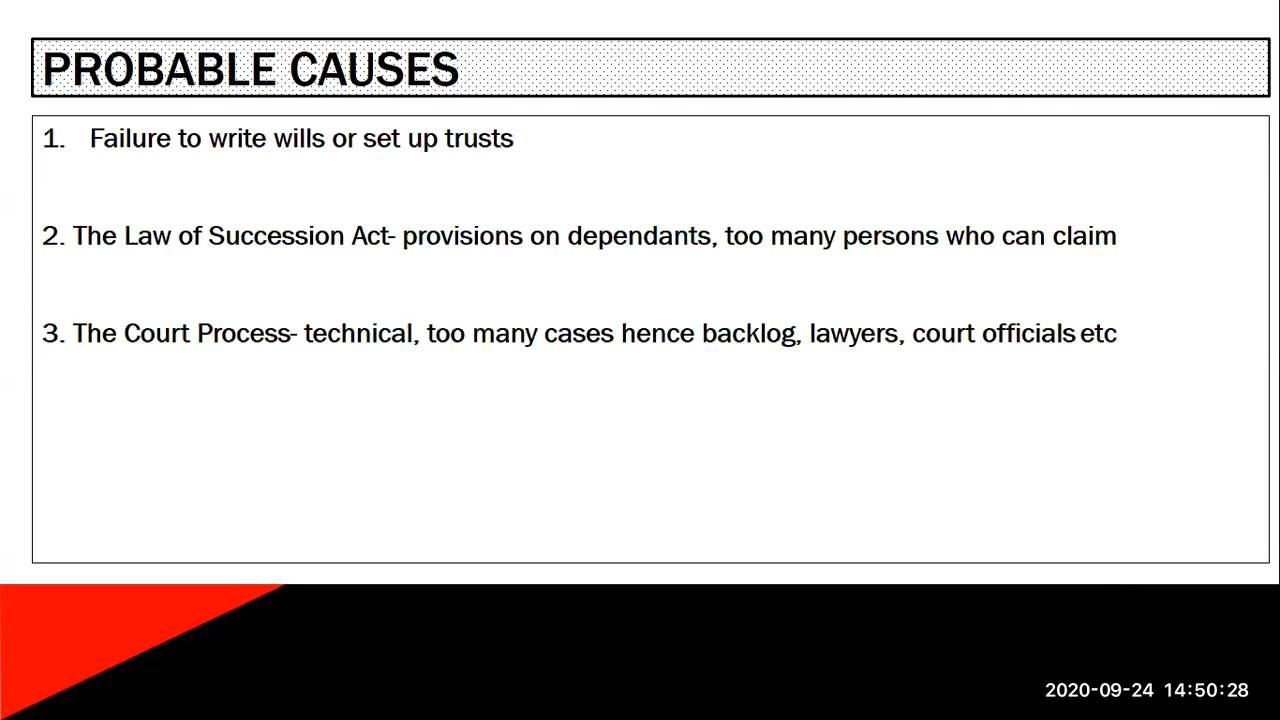 PROBABLE CAUSES
1. Failure to write wills or set up trusts
2. The Law of Succession Act- provisions on dependants, too many persons who can claim
3. The Court Process- technical, too many cases hence backlog, lawyers, court officials etc
2020-09-24 14:50:28